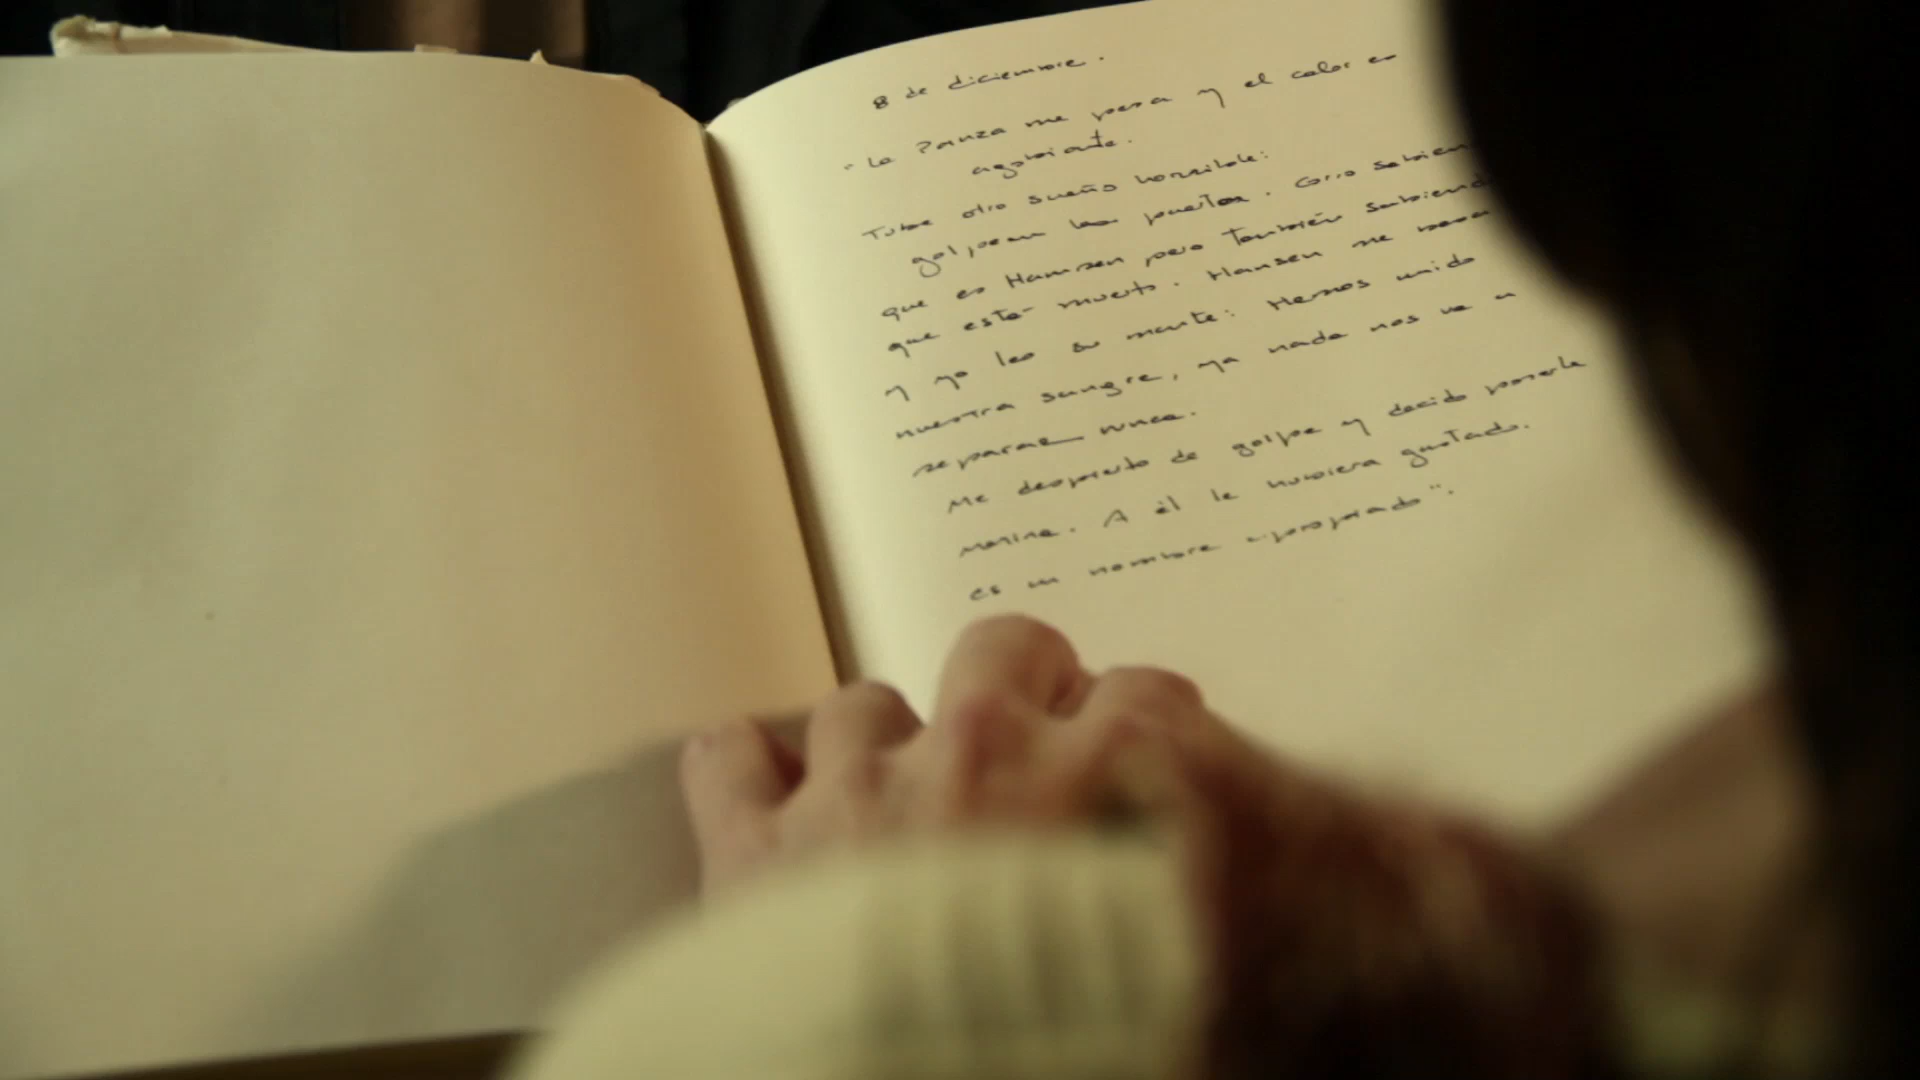 8 de diciembre.
"La Panza me pesa y el calor es
agobiante.
Tube otro sueño horrible:
golpean las puertas. Corro sabiendo
que es Hansen pero también sabiendo
que está muerto. Hansen me besa
y yo leo su mente: Hemos unido
nuestra sangre, ya nada nos va a
separar nunca.
Me despierto de golpe y decido ponerle
Marina. A él le hubiera gustado.
es un nombre apropiado".